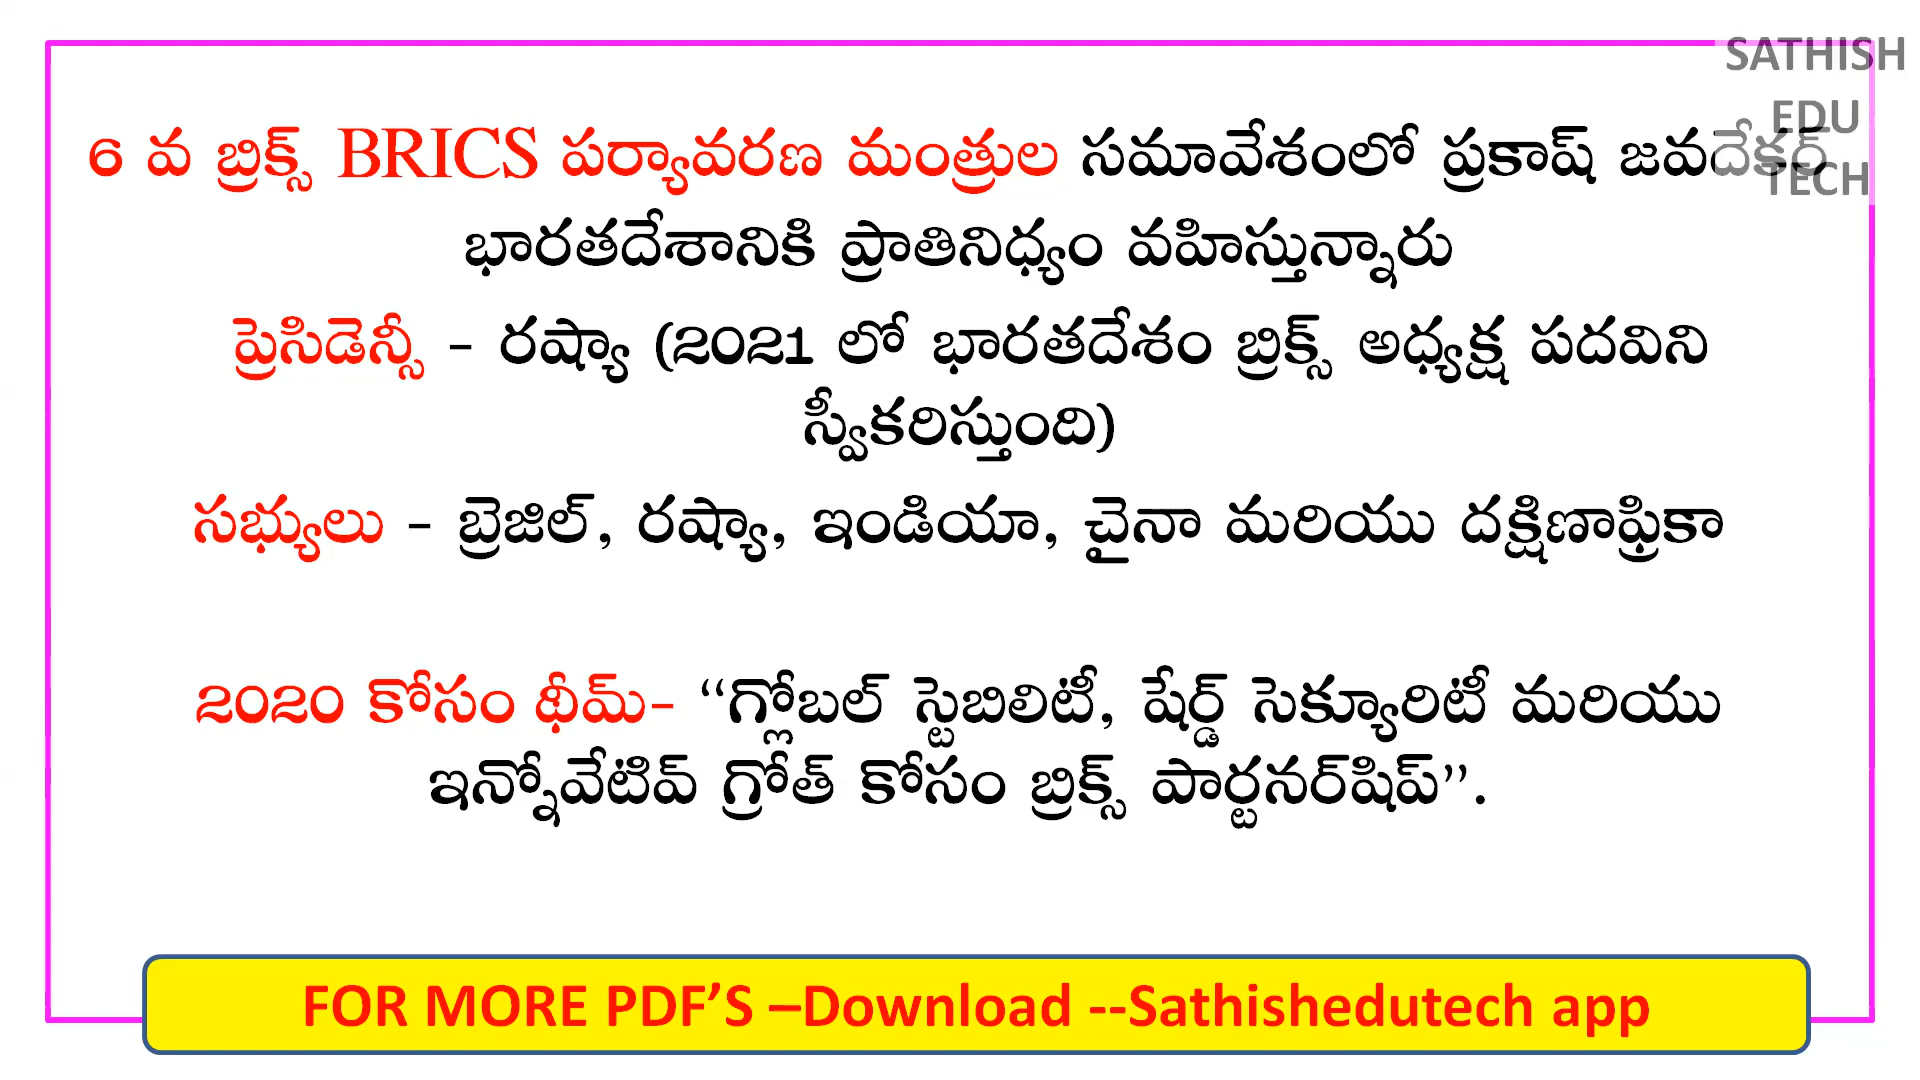 SATHISH
EDU
TECH
6 వ బ్రిక్స్ BRICS పర్యావరణ మంత్రుల సమావేశంలో ప్రకాష్ జవదేకర్
భారతదేశానికి ప్రాతినిధ్యం వహిస్తున్నారు
ప్రెసిడెన్సీ - రష్యా (2021 లో భారతదేశం బ్రిక్స్ అధ్యక్ష పదవిని
స్వీకరిస్తుంది)
సభ్యులు - బ్రెజిల్, రష్యా, ఇండియా, చైనా మరియు దక్షిణాఫ్రికా
2020 కోసం థీమ్- “గ్లోబల్ స్టెబిలిటీ, షేర్డ్ సెక్యూరిటీ మరియు
ఇన్నోవేటివ్ గ్రోత్ కోసం బ్రిక్స్ పార్టనర్‌షిప్”.
FOR MORE PDF’S –Download --Sathishedutech app